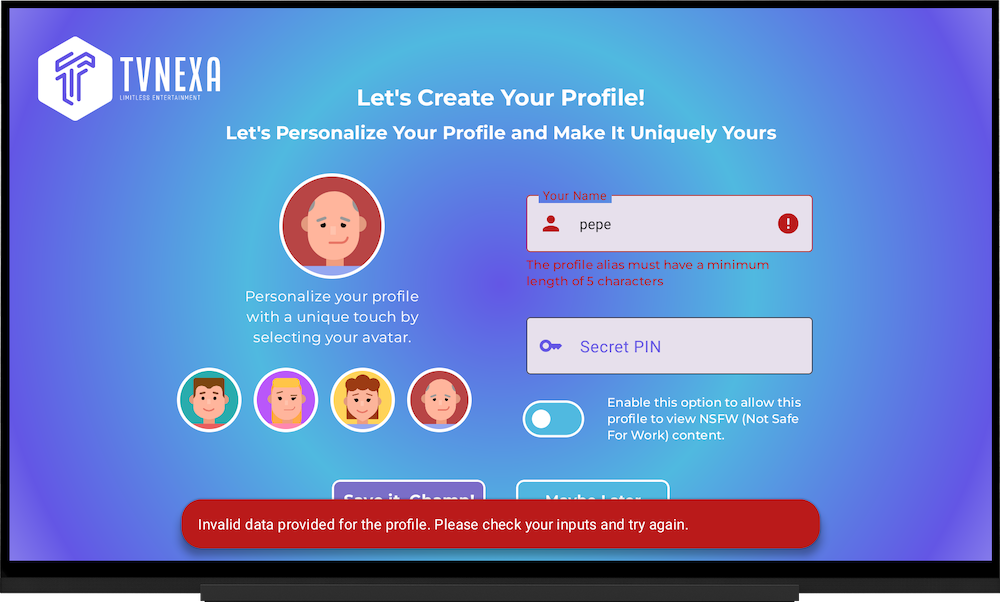 TVNEXA
LIMITLESS ENTERTAINMENT
Let's Create Your Profile!
Let's Personalize Your Profile and Make It Uniquely Yours
Personalize your profile
with a unique touch by
selecting your avatar.
Your Name
pepe
The profile alias must have a minimum
length of 5 characters
Secret PIN
Enable this option to allow this
profile to view NSFW (Not Safe
For Work) content.
Save it, Champ!
Maybe Later
Invalid data provided for the profile. Please check your inputs and try again.